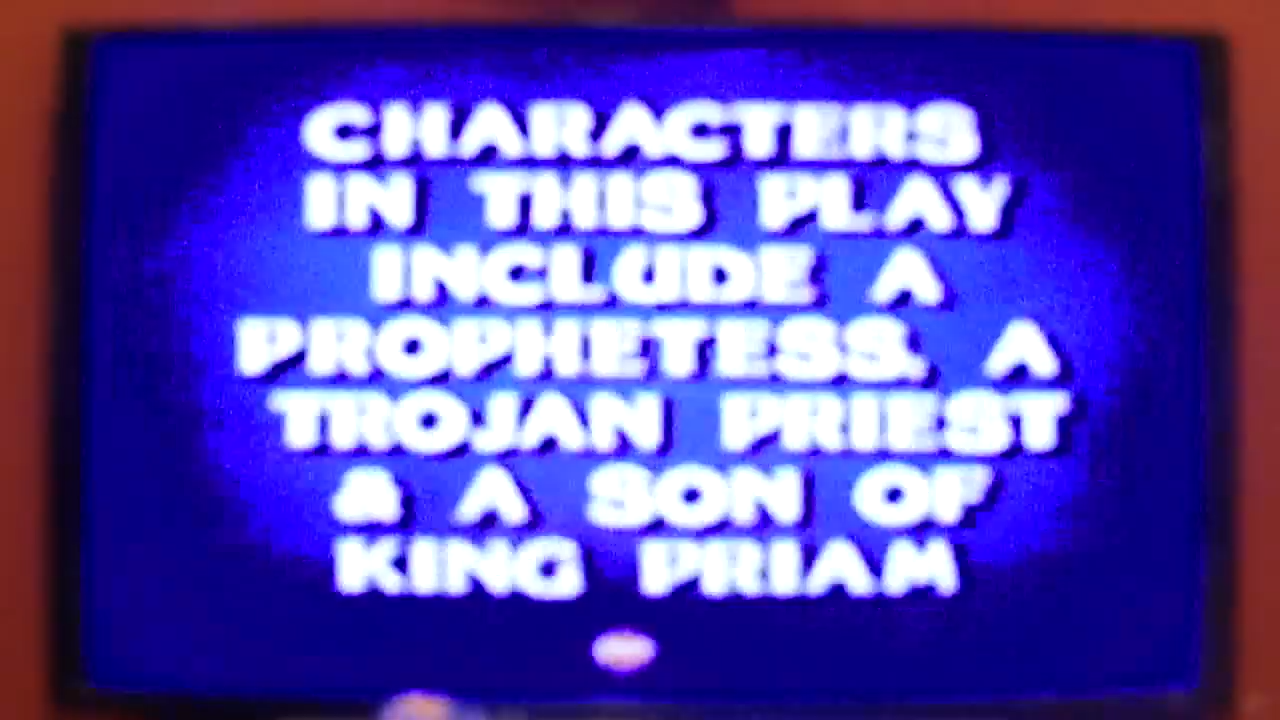 CHARACTERS
IN THIS PLAY
INCLUDE A
PROPHETESS, A
TROJAN PRIEST
& A SON OF
KING PRIAM